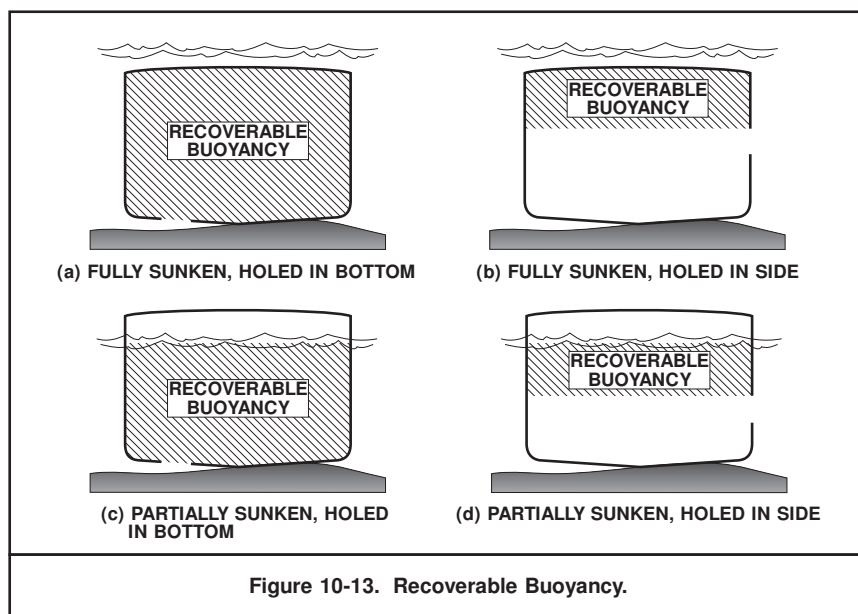 RECOVERABLE
BUOYANCY
RECOVERABLE
BUOYANCY
(a) FULLY SUNKEN, HOLED IN BOTTOM
(b) FULLY SUNKEN, HOLED IN SIDE
RECOVERABLE
BUOYANCY
RECOVERABLE
BUOYANCY
(c) PARTIALLY SUNKEN, HOLED
IN BOTTOM
(d) PARTIALLY SUNKEN, HOLED IN SIDE
Figure 10-13. Recoverable Buoyancy.